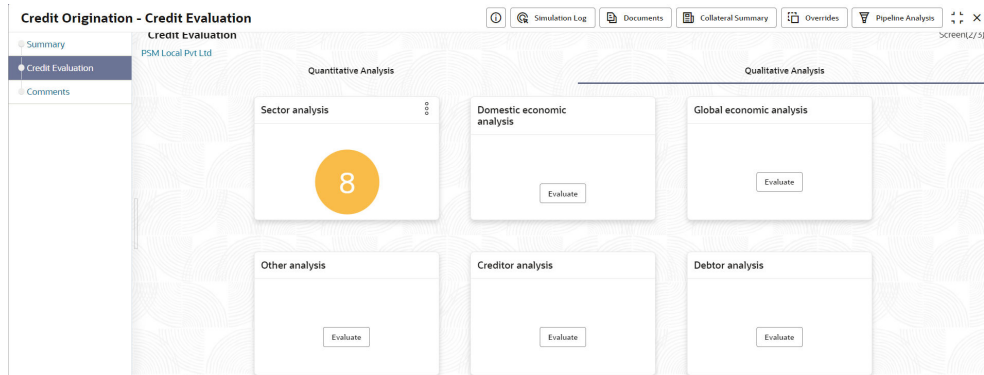 Credit Origination - Credit Evaluation
Simulation Log
Documents
Collateral Summary
Overrides
Pipeline Analysis
Summary
Credit Evaluation
Comments
Credit Evaluation
Screen(2/3)
PSM Local Pvt Ltd
Quantitative Analysis
Qualitative Analysis
Sector analysis
8
Domestic economic
analysis
Evaluate
Global economic analysis
Evaluate
Other analysis
Evaluate
Creditor analysis
Evaluate
Debtor analysis
Evaluate